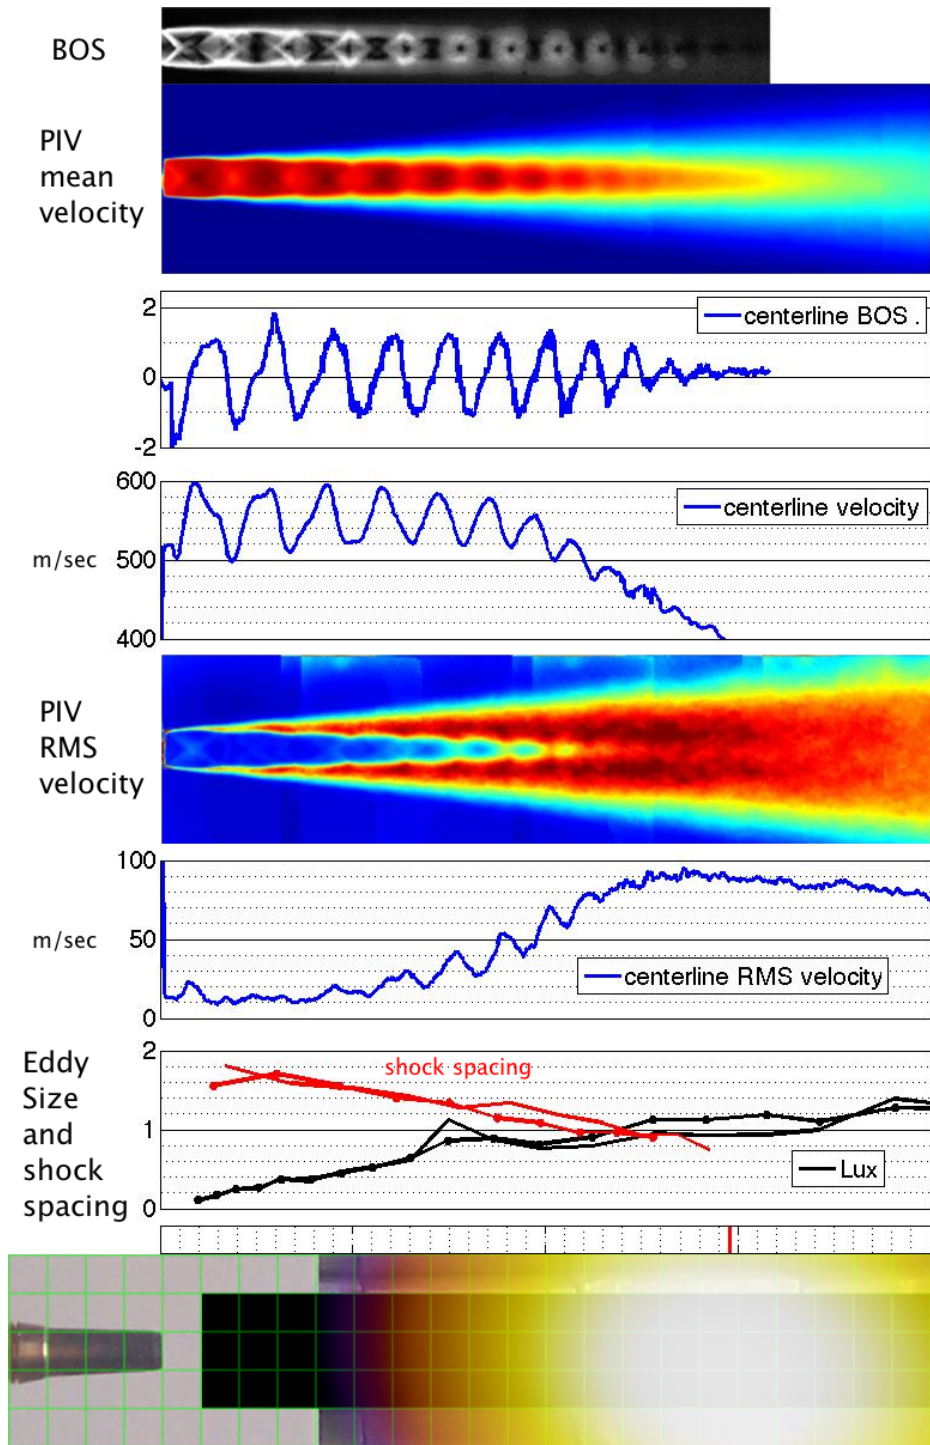 BOS
PIV
mean
velocity
2
centerline BOS .
0
-2
600
centerline velocity
m/sec
500
400
PIV
RMS
velocity
100
m/sec
50
centerline RMS velocity
0
Eddy
Size
and
shock
spacing
2
shock spacing
1
Lux
0